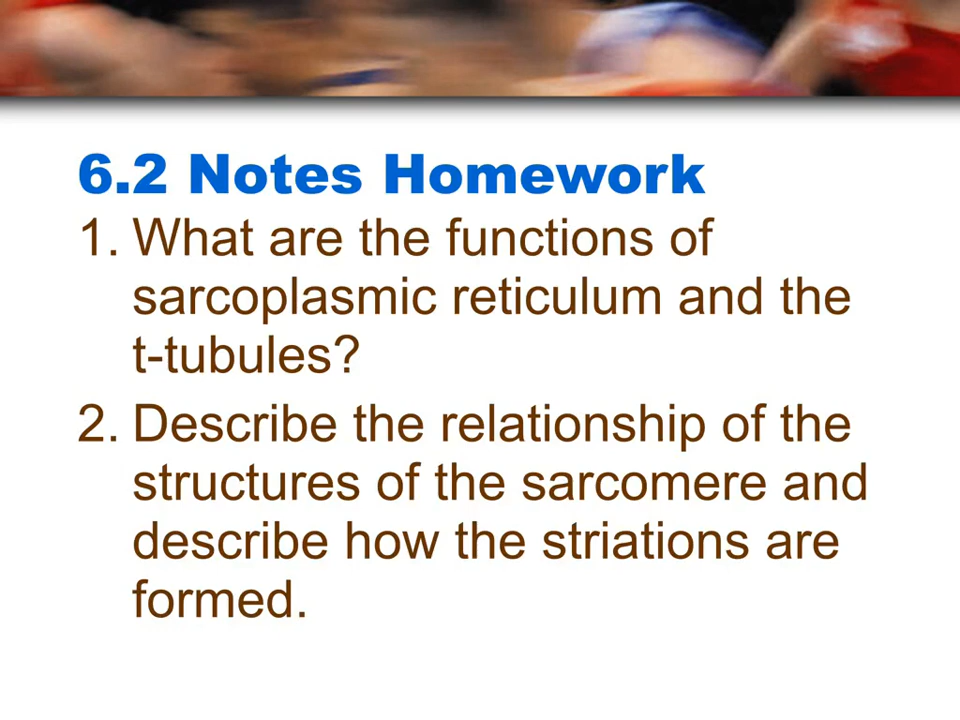 6.2 Notes Homework
1. What are the functions of
sarcoplasmic reticulum and the
t-tubules?
2. Describe the relationship of the
structures of the sarcomere and
describe how the striations are
formed.